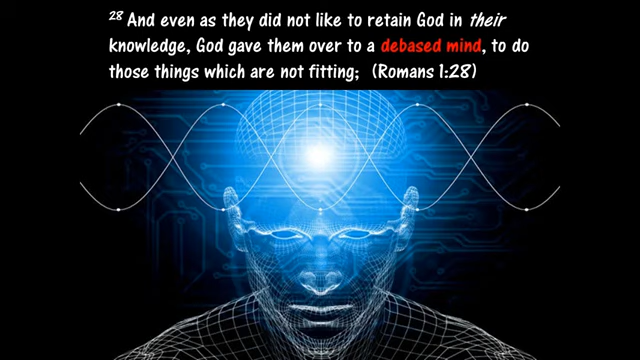 28 And even as they did not like to retain God in their
knowledge, God gave them over to a debased mind, to do
those things which are not fitting; (Romans 1:28)